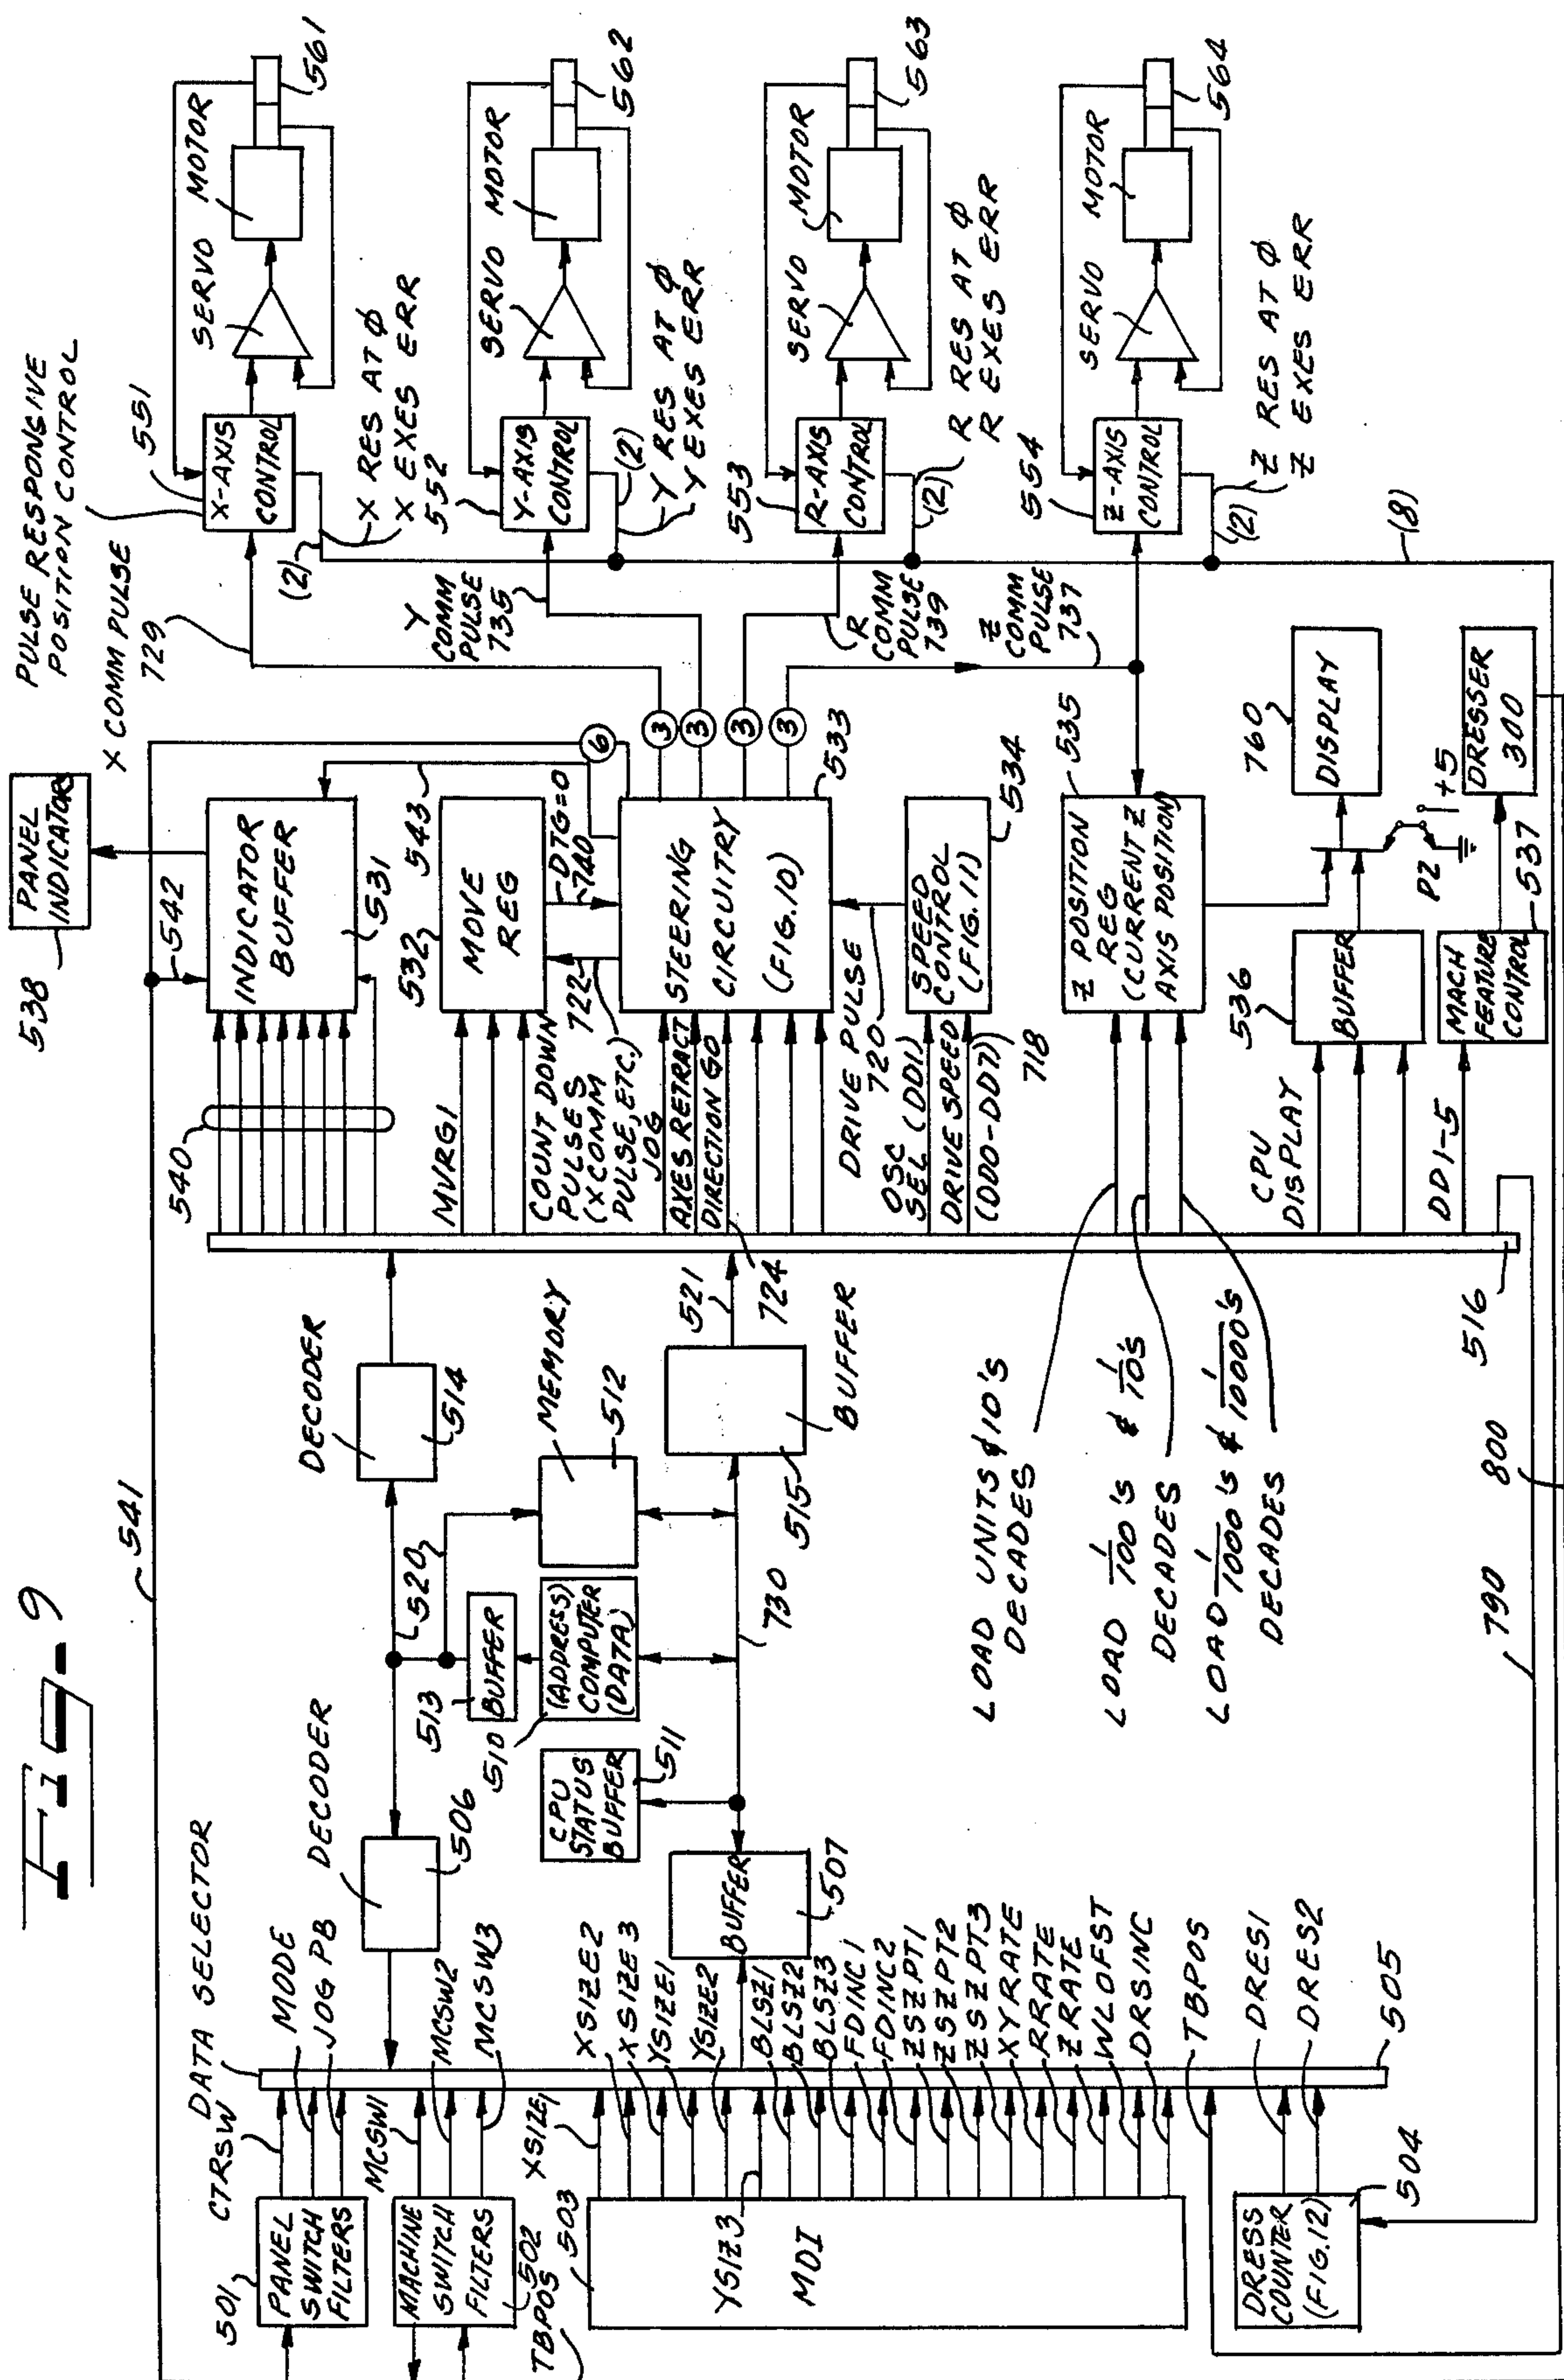 Fig-9
541
DATA SELECTOR
CTRSW
MODE
JOG PB
501
PANEL
SWITCH
FILTERS
MCSW1
MCSW2
MCSW3
MACHINE
SWITCH
FILTERS
502
TBPOS
503
XSIZE1
XSIZE2
XSIZE3
YSIZE1
YSIZE2
YSIZ3
MDI
BLSZ1
BLSZ2
BLSZ3
FDINC1
FDINC2
ZSZPT1
ZSZPT2
ZSZPT3
XYRATE
RRATE
ZRATE
WLOFST
DRSINC
TBPOS
DRES1
DRES2
505
DRESS
COUNTER
(FIG.12)
504
DECODER
506
BUFFER
507
CPU
STATUS
BUFFER
511
513
BUFFER
510
(ADDRESS)
COMPUTER
(DATA)
520
MEMORY
512
730
DECODER
514
515
BUFFER
521
724
516
790
800
LOAD UNITS & 10'S
DECADES
LOAD 1/100'S & 1/10'S
DECADES
LOAD 1/1000'S & 1/10000'S
DECADES
538
PANEL
INDICATORS
542
540
INDICATOR
BUFFER
531
532
543
MVRG1
MOVE
REG
COUNT DOWN
PULSES
(X COMM
PULSE, ETC.)
722
DTG=0
740
JOG
AXES RETRACT
DIRECTION GO
STEERING
CIRCUITRY
(FIG.10)
533
6
3
3
3
3
DRIVE PULSE
720
OSC
SEL (DD1)
DRIVE SPEED
(DD0-DD7)
718
SPEED
CONTROL
(FIG.11)
534
Z POSITION
REG
(CURRENT Z
AXIS POSITION)
535
CPU
DISPLAY
536
BUFFER
760
DISPLAY
P2
+5
DD1-5
MACH
FEATURE
CONTROL
537
DRESSER
300
PULSE RESPONSIVE
POSITION CONTROL
X COMM PULSE
729
551
X-AXIS
CONTROL
SERVO
MOTOR
561
(2)
X RES AT Ø
X EXES ERR
Y
COMM
PULSE
735
552
Y-AXIS
CONTROL
SERVO
MOTOR
562
(2)
Y RES AT Ø
Y EXES ERR
R
COMM
PULSE
739
553
R-AXIS
CONTROL
SERVO
MOTOR
563
(2)
R RES AT Ø
R EXES ERR
Z
COMM
PULSE
737
554
Z-AXIS
CONTROL
SERVO
MOTOR
564
(2)
Z RES AT Ø
Z EXES ERR
(8)